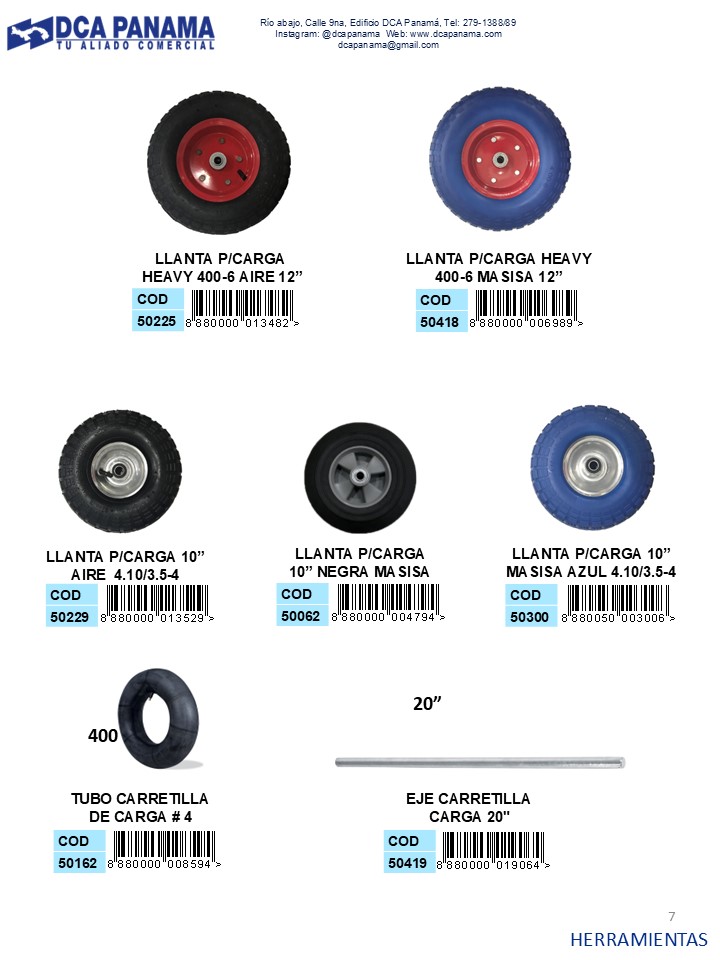 DCA PANAMA
TU ALIADO COMERCIAL
Río abajo, Calle 9na, Edificio DCA Panamá, Tel: 279-1388/89
Instagram: @dcapanama  Web: www.dcapanama.com
dcapanama@gmail.com
LLANTA P/CARGA
HEAVY 400-6 AIRE 12”
COD
50225
8 880000 013482 >
LLANTA P/CARGA HEAVY
400-6 MASISA 12”
COD
50418
8 880000 006989 >
LLANTA P/CARGA 10”
AIRE 4.10/3.5-4
COD
50229
8 880000 013529 >
LLANTA P/CARGA
10” NEGRA MASISA
COD
50062
8 880000 004794 >
LLANTA P/CARGA 10”
MASISA AZUL 4.10/3.5-4
COD
50300
8 880050 003006 >
400
TUBO CARRETILLA
DE CARGA # 4
COD
50162
8 880000 008594 >
20”
EJE CARRETILLA
CARGA 20"
COD
50419
8 880000 019064 >
7
HERRAMIENTAS